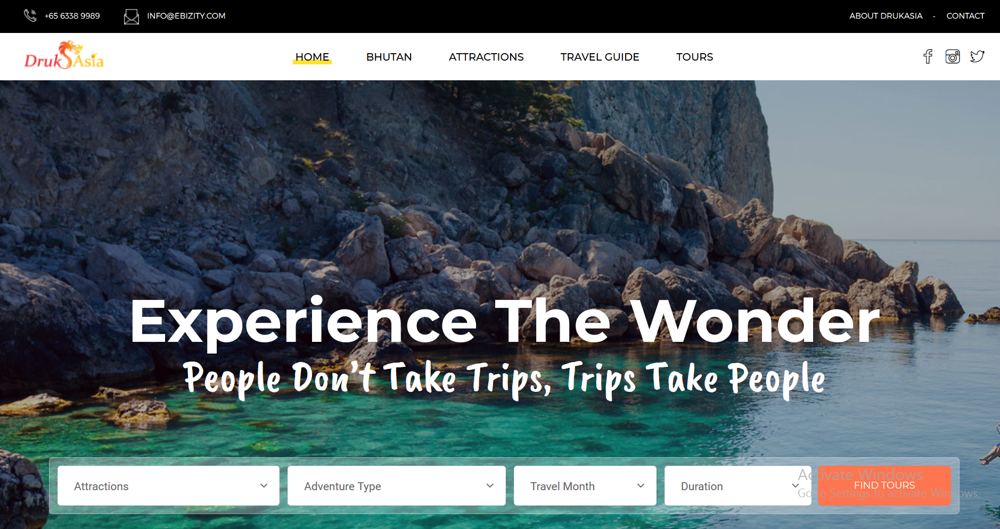 +65 6338 9989
INFO@EBIZITY.COM
ABOUT DRUKASIA - CONTACT
Druk Asia
HOME
BHUTAN
ATTRACTIONS
TRAVEL GUIDE
TOURS
Experience The Wonder
People Don't Take Trips, Trips Take People
Attractions
Adventure Type
Travel Month
Duration
FIND TOURS
Activate Windows
Go to Settings to activate Windows.